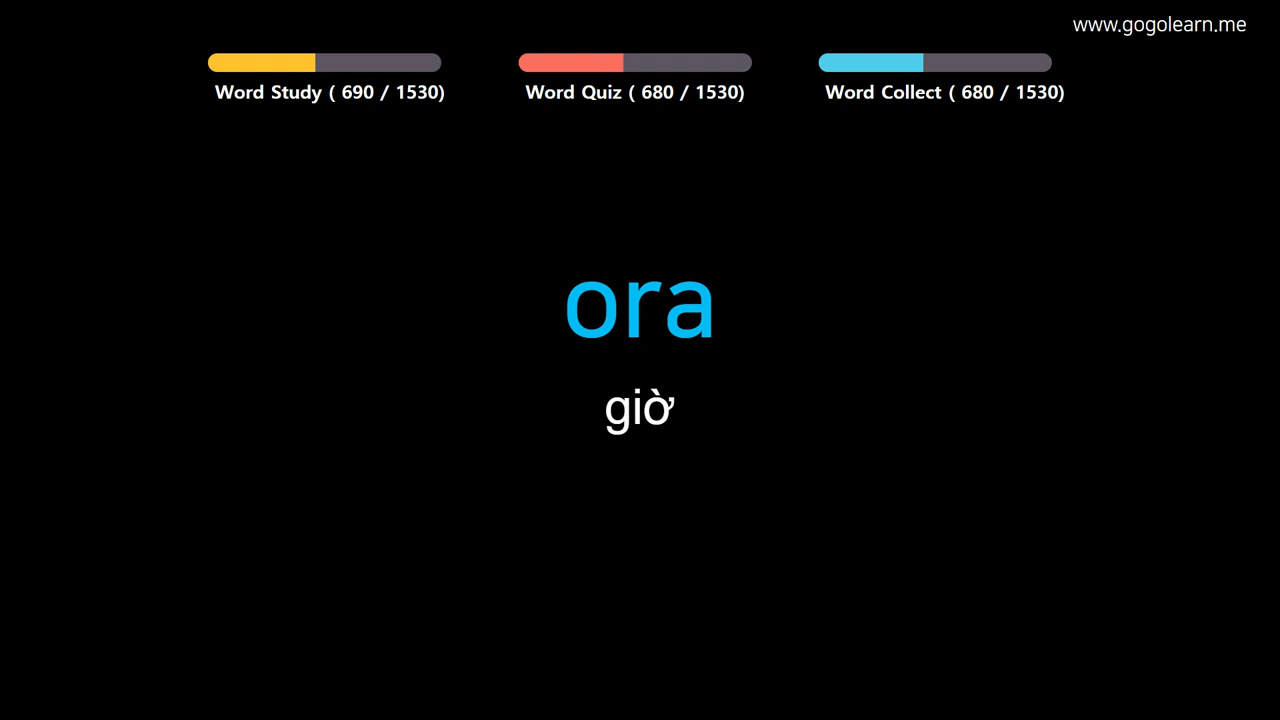 www.gogolearn.me
Word Study ( 690 / 1530)
Word Quiz ( 680 / 1530)
Word Collect ( 680 / 1530)
ora
giờ